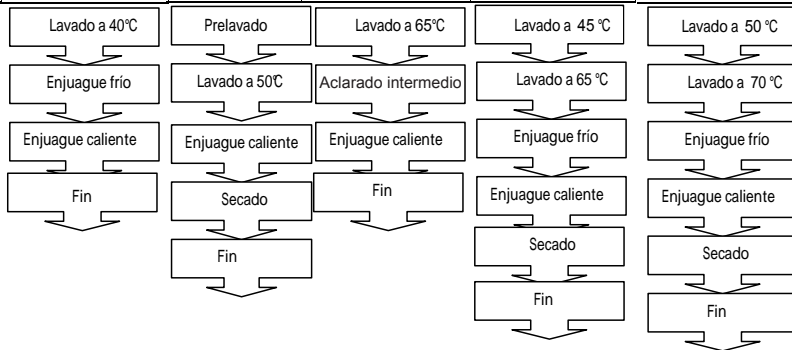 Lavado a 40°C
Enjuague frío
Enjuague caliente
Fin
Prelavado
Lavado a 50°C
Enjuague caliente
Secado
Fin
Lavado a 65°C
Aclarado intermedio
Enjuague caliente
Fin
Lavado a 45 °C
Lavado a 65 °C
Enjuague frío
Enjuague caliente
Secado
Fin
Lavado a 50 °C
Lavado a 70 °C
Enjuague frío
Enjuague caliente
Secado
Fin